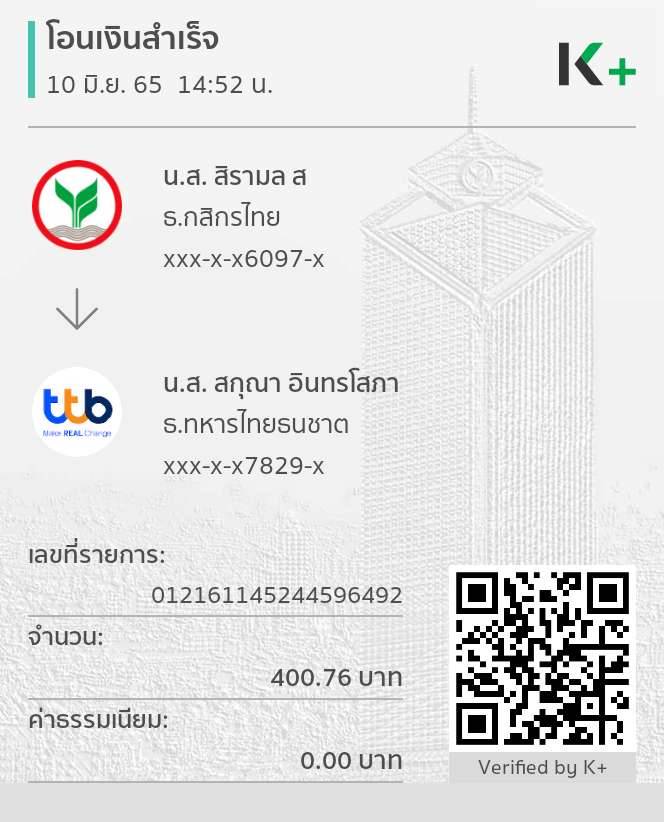 โอนเงินสำเร็จ
10 มิ.ย. 65 14:52 น.
K+
น.ส. สิรามล ส
ธ.กสิกรไทย
xxx-x-x6097-x
ttb
Make REAL Change
น.ส. สกุณา อินทรโสภา
ธ.ทหารไทยธนชาต
xxx-x-x7829-x
เลขที่รายการ:
012161145244596492
จำนวน:
400.76 บาท
ค่าธรรมเนียม:
0.00 บาท
Verified by K+